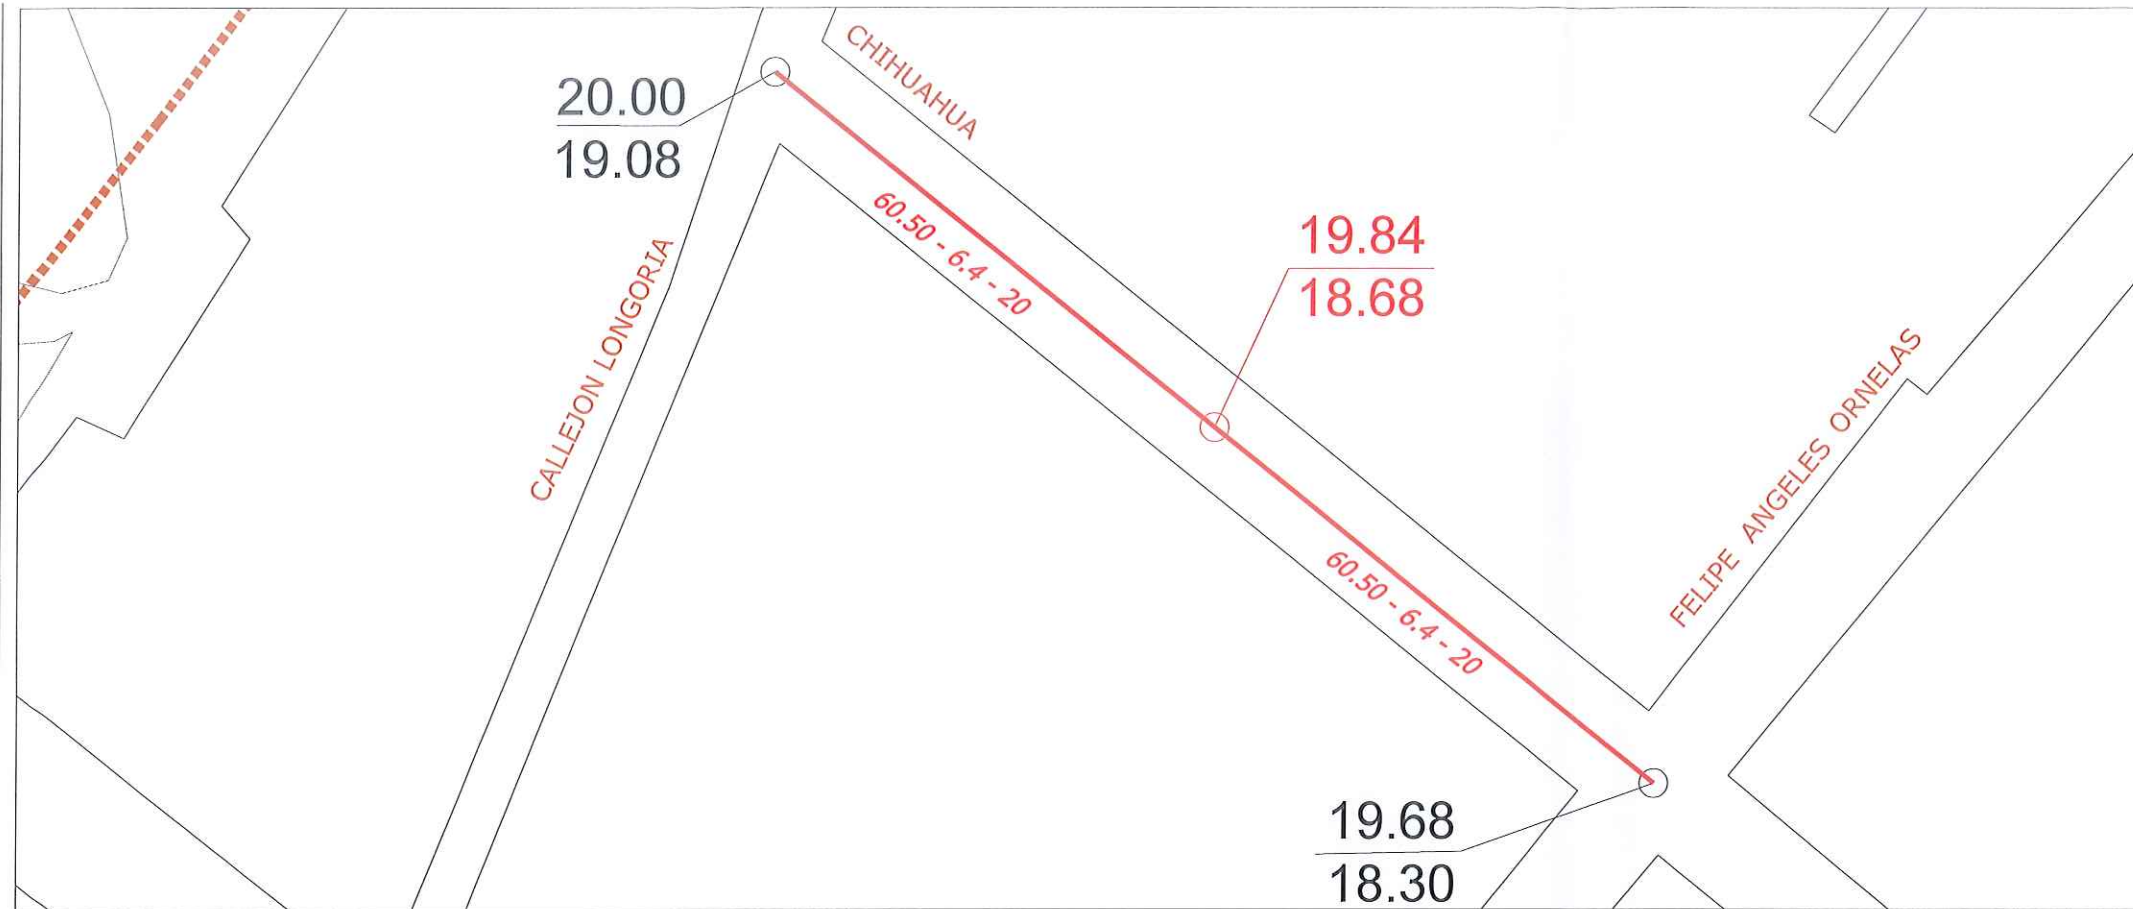 CHIHUAHUA
20.00
19.08
60.50 - 6.4 - 20
19.84
18.68
CALLEJON LONGORIA
FELIPE ANGELES ORNELAS
60.50 - 6.4 - 20
19.68
18.30